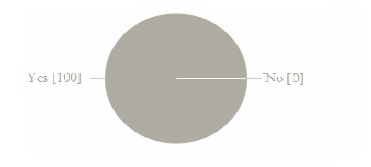 Yes [100]
No [0]